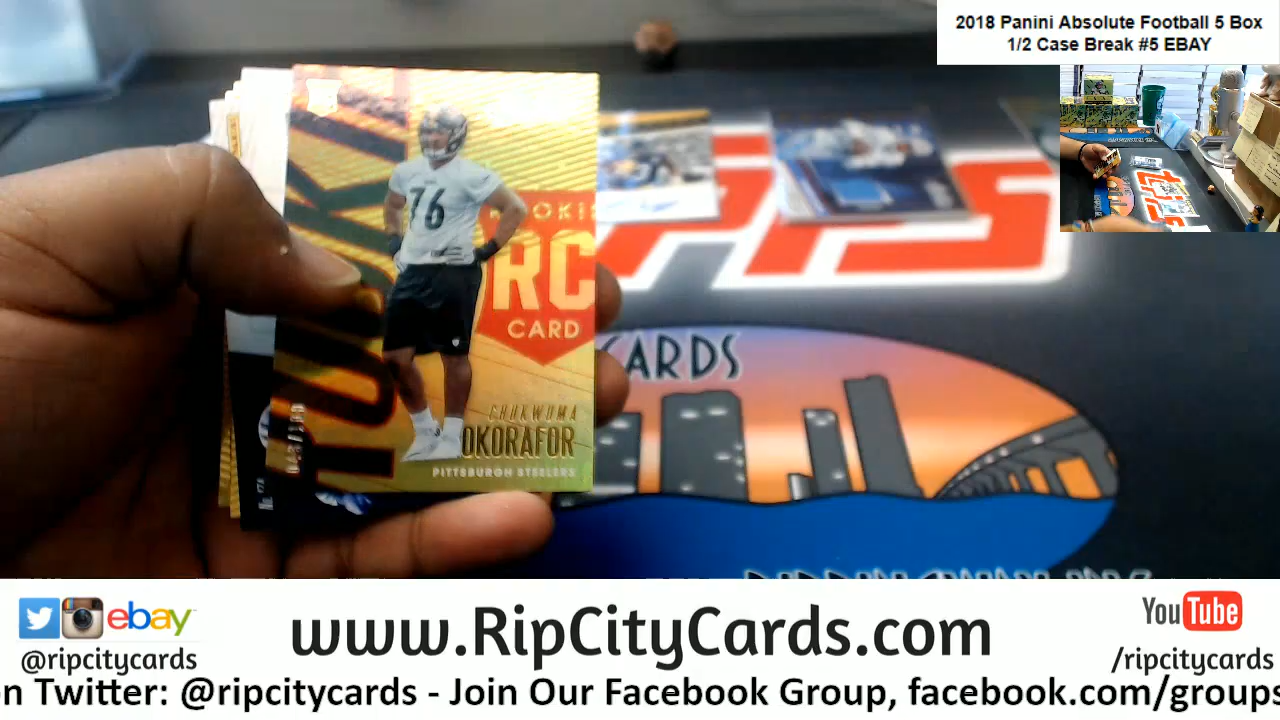 2018 Panini Absolute Football 5 Box
1/2 Case Break #5 EBAY
ROOKIE
RC
CARD
CHUKWUMA
OKORAFOR
PITTSBURGH STEELERS
76
CARDS
ebay
@ripcitycards
www.RipCityCards.com
YouTube
/ripcitycards
on Twitter: @ripcitycards - Join Our Facebook Group, facebook.com/groups